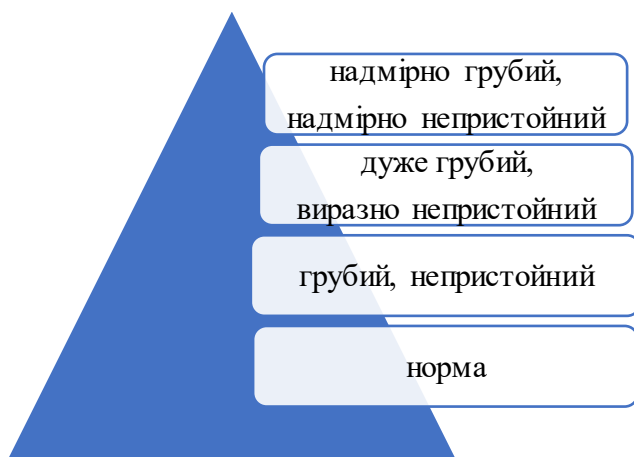 надмірно грубий,
надмірно непристойний
дуже грубий,
виразно непристойний
грубий, непристойний
норма